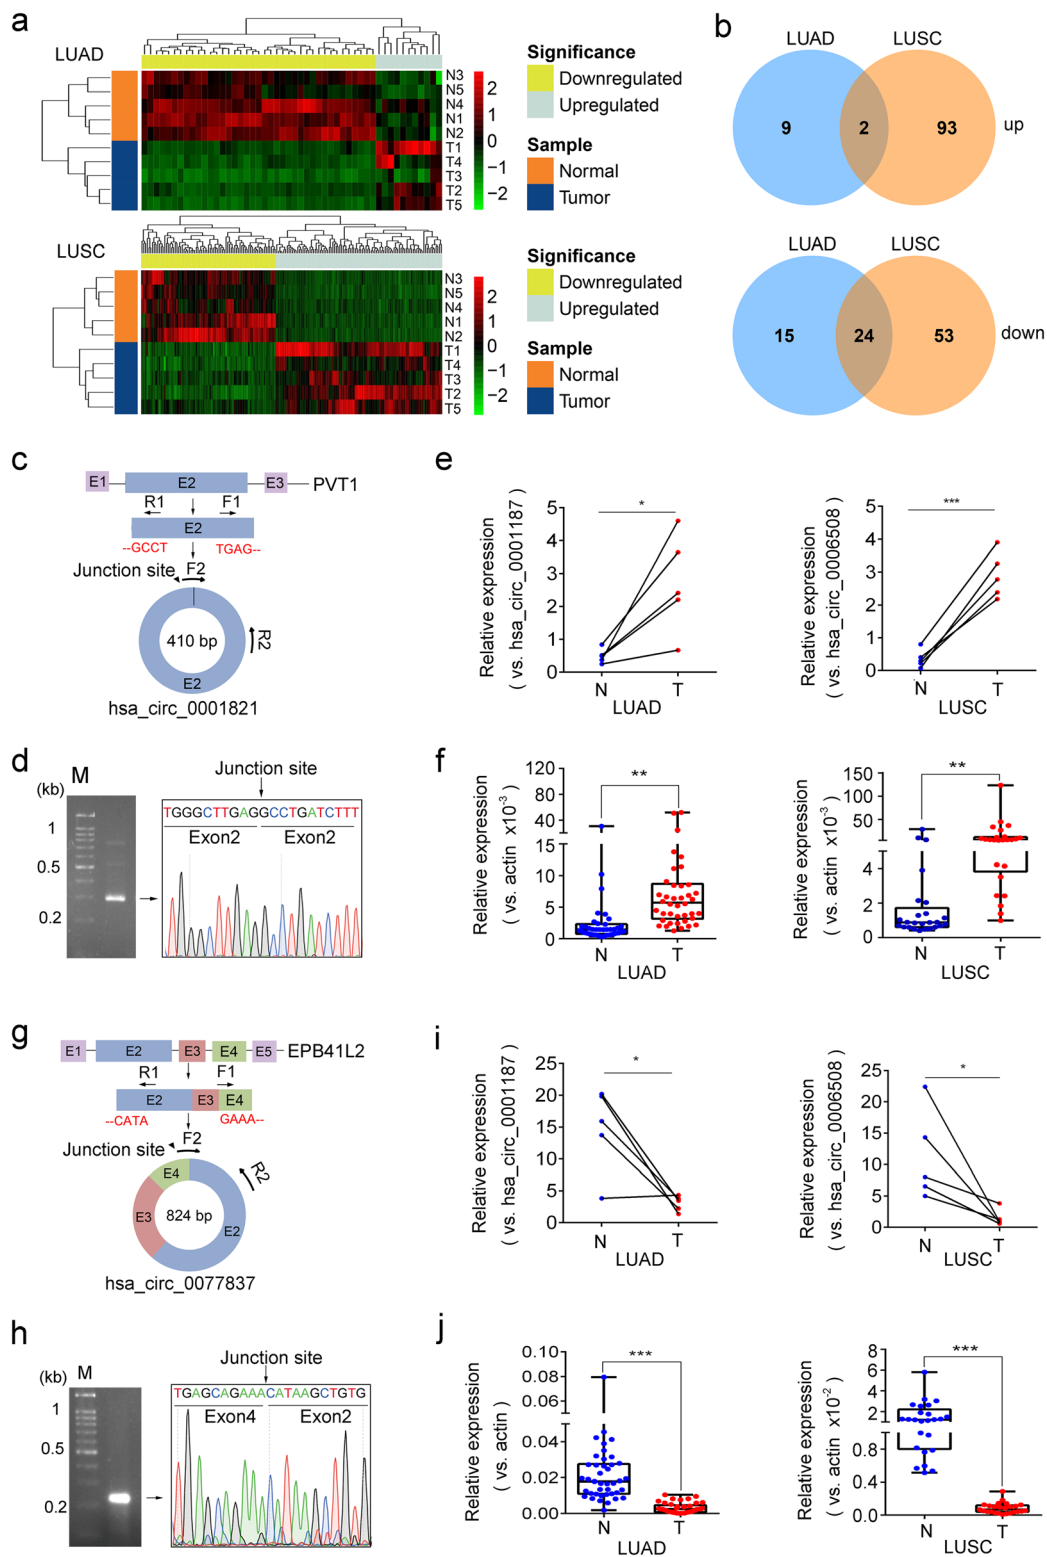 a
LUAD
N3
N5
N4
N1
N2
T1
T4
T3
T2
T5
2
1
0
−1
−2
Significance
Downregulated
Upregulated
Sample
Normal
Tumor
LUSC
N3
N5
N4
N1
N2
T1
T4
T3
T2
T5
2
1
0
−1
−2
Significance
Downregulated
Upregulated
Sample
Normal
Tumor
b
LUAD LUSC
9 2 93 up
LUAD LUSC
15 24 53 down
c
E1 E2 E3 PVT1
R1 F1
E2
--GCCT TGAG--
Junction site F2
410 bp R2
E2
hsa_circ_0001821
d
M
(kb)
1
0.5
0.2
Junction site
TGGGCTTGAGGCCTGATCTTT
Exon2 Exon2
e
Relative expression
( vs. hsa_circ_0001187 )
5
4
3
2
1
0
*
N T
LUAD
Relative expression
( vs. hsa_circ_0006508 )
5
4
3
2
1
0
***
N T
LUSC
f
Relative expression
( vs. actin x10⁻³ )
120
80
40
15
10
5
0
**
N T
LUAD
Relative expression
( vs. actin x10⁻³ )
150
100
50
4
2
0
**
N T
LUSC
g
E1 E2 E3 E4 E5 EPB41L2
R1 F1
E2 E3 E4
--CATA GAAA--
Junction site F2
E4 R2
E3 824 bp E2
hsa_circ_0077837
h
M
(kb)
1
0.5
0.2
Junction site
TGAGCAGAAACATAAGCTGTG
Exon4 Exon2
i
Relative expression
( vs. hsa_circ_0001187 )
25
20
15
10
5
0
*
N T
LUAD
Relative expression
( vs. hsa_circ_0006508 )
25
20
15
10
5
0
*
N T
LUSC
j
Relative expression
( vs. actin )
0.10
0.08
0.06
0.04
0.02
0.00
***
N T
LUAD
Relative expression
( vs. actin x10⁻² )
8
6
4
2
0.8
0.4
0.0
***
N T
LUSC